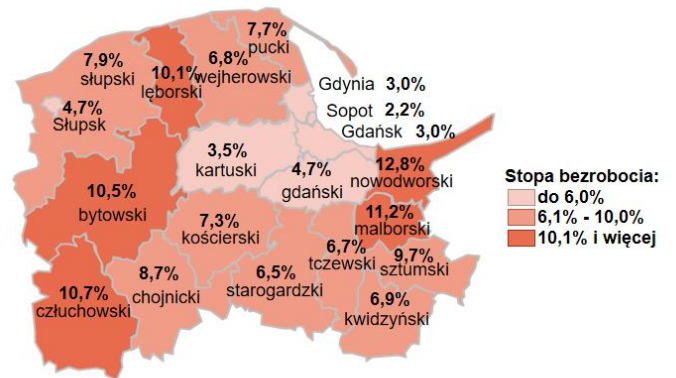 7,7%
pucki
7,9%
słupski
6,8%
wejherowski
10,1%
lęborski
Gdynia 3,0%
Sopot 2,2%
Gdańsk 3,0%
4,7%
Słupsk
3,5%
kartuski
4,7%
gdański
12,8%
nowodworski
Stopa bezrobocia:
do 6,0%
6,1% - 10,0%
10,1% i więcej
10,5%
bytowski
7,3%
kościerski
11,2%
malborski
6,7%
tczewski
9,7%
sztumski
8,7%
chojnicki
6,5%
starogardzki
10,7%
człuchowski
6,9%
kwidzyński